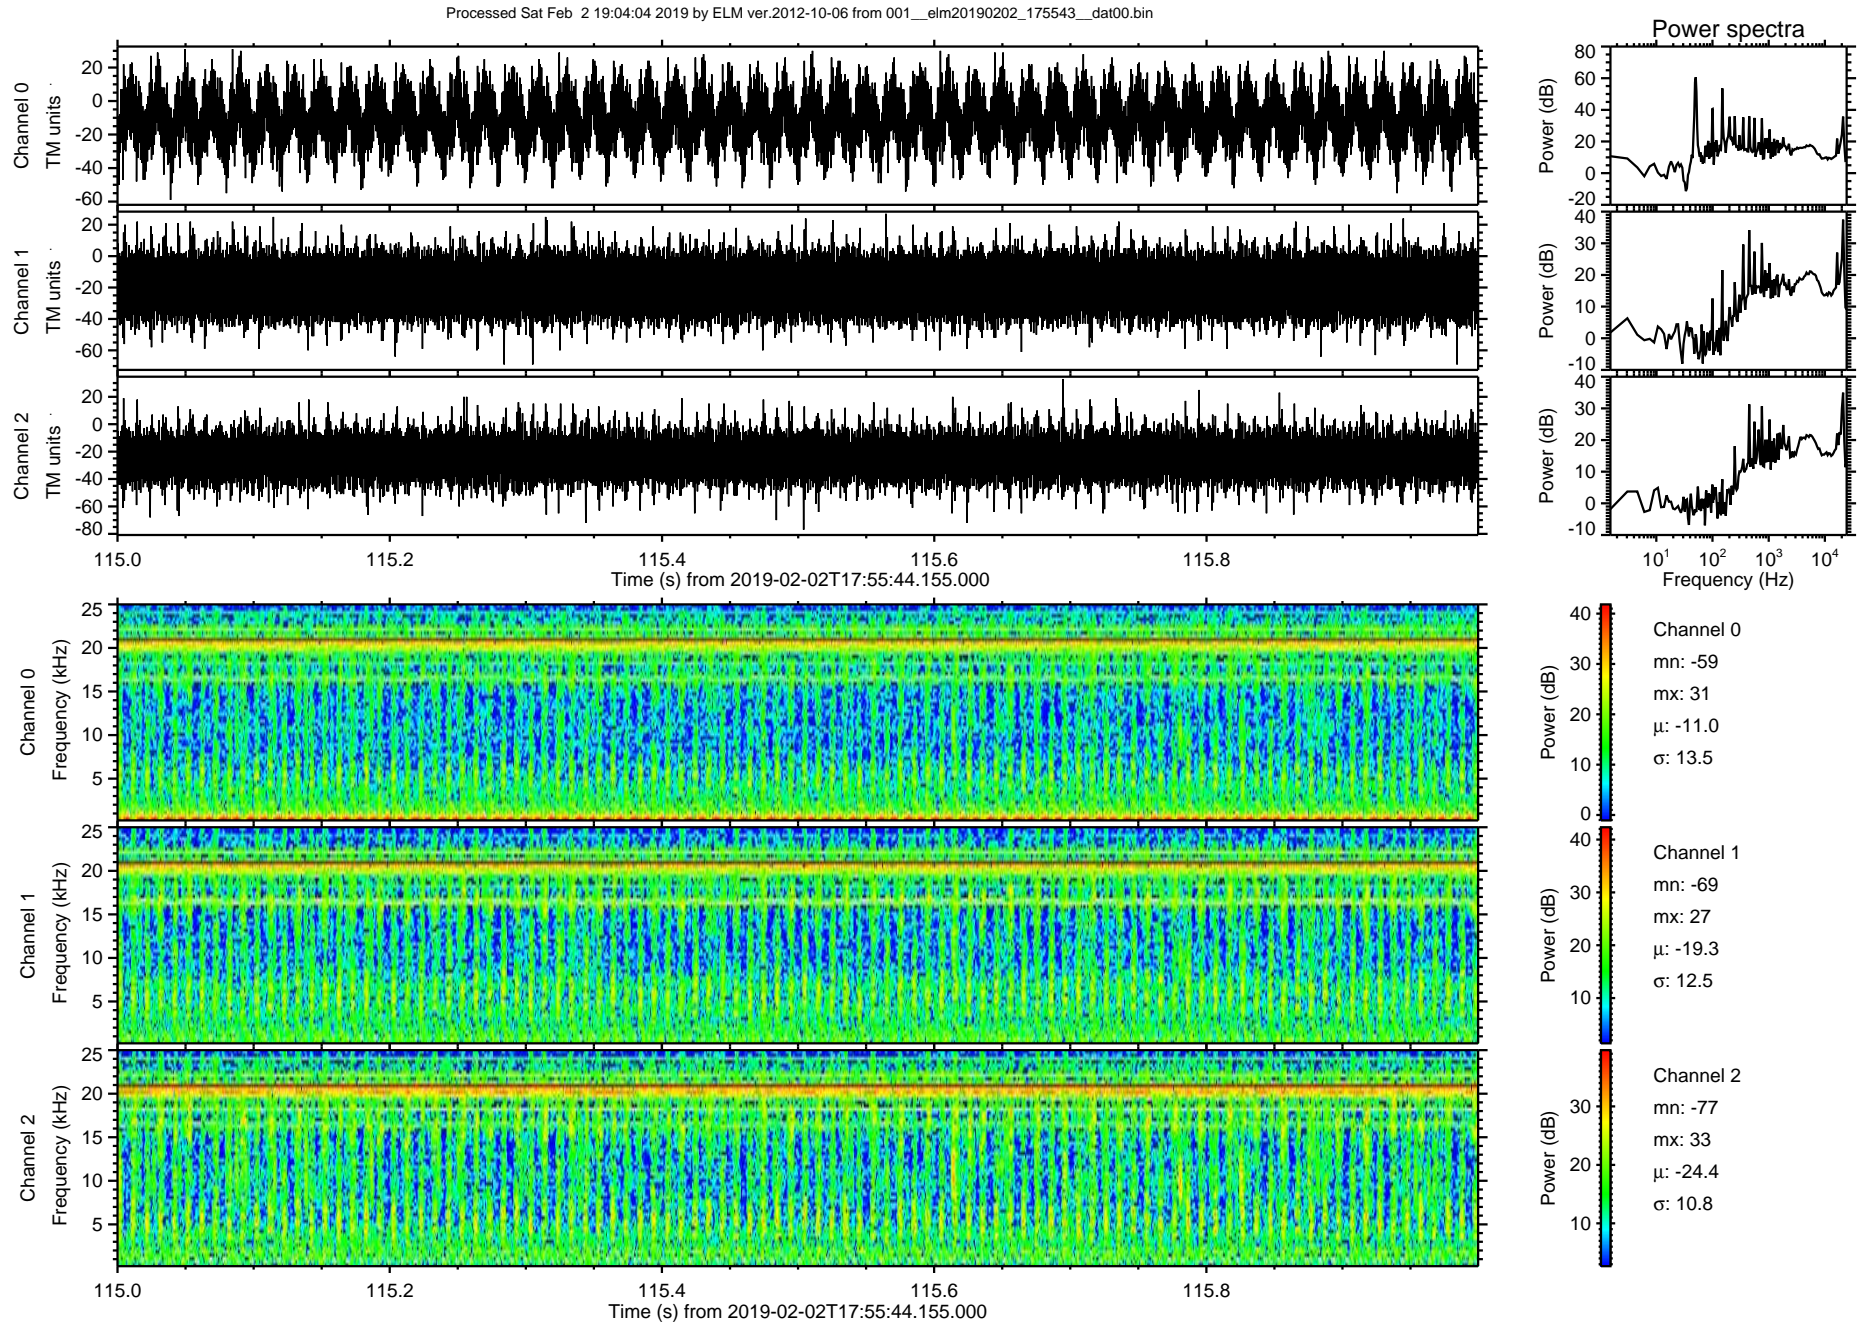 Processed Sat Feb  2 19:04:04 2019 by ELM ver.2012-10-06 from 001__elm20190202_175543__dat00.bin
Power spectra
Channel 0
TM units
20
0
-20
-40
-60
Power (dB)
80
60
40
20
0
-20
Channel 1
TM units
20
0
-20
-40
-60
Power (dB)
40
30
20
10
0
-10
Channel 2
TM units
20
0
-20
-40
-60
-80
Power (dB)
40
30
20
10
0
-10
115.0 115.2 115.4 115.6 115.8
Time (s) from 2019-02-02T17:55:44.155.000
10^1 10^2 10^3 10^4
Frequency (Hz)
Channel 0
Frequency (kHz)
25
20
15
10
5
Power (dB)
40
30
20
10
0
Channel 0
mn: -59
mx: 31
μ: -11.0
σ: 13.5
Channel 1
Frequency (kHz)
25
20
15
10
5
Power (dB)
40
30
20
10
Channel 1
mn: -69
mx: 27
μ: -19.3
σ: 12.5
Channel 2
Frequency (kHz)
25
20
15
10
5
Power (dB)
30
20
10
Channel 2
mn: -77
mx: 33
μ: -24.4
σ: 10.8
115.0 115.2 115.4 115.6 115.8
Time (s) from 2019-02-02T17:55:44.155.000